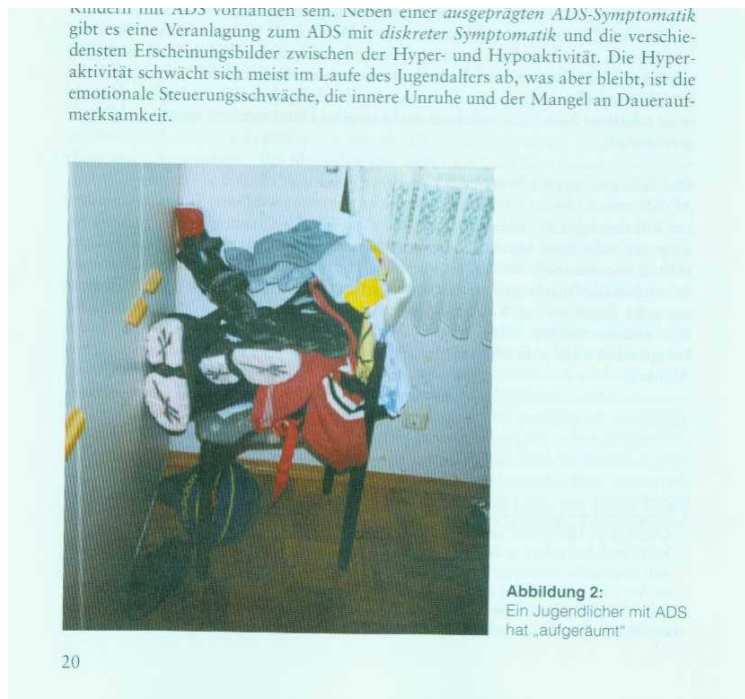 Kindern mit ADS vorhanden sein. Neben einer ausgeprägten ADS-Symptomatik
gibt es eine Veranlagung zum ADS mit diskreter Symptomatik und die verschie-
densten Erscheinungsbilder zwischen der Hyper- und Hypoaktivität. Die Hyper-
aktivität schwächt sich meist im Laufe des Jugendalters ab, was aber bleibt, ist die
emotionale Steuerungsschwäche, die innere Unruhe und der Mangel an Dauerauf-
merksamkeit.
Abbildung 2:
Ein Jugendlicher mit ADS
hat „aufgeräumt“
20